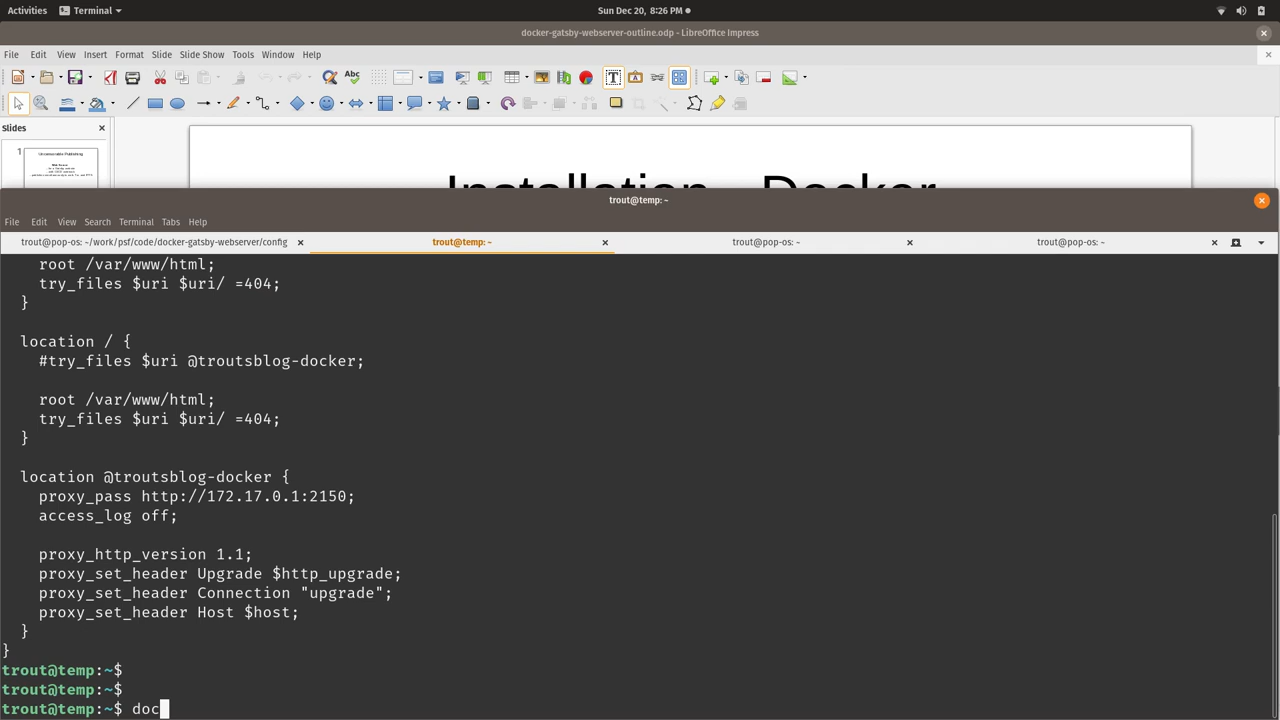 Activities Terminal Sun Dec 20, 8:26 PM
docker-gatsby-webserver-outline.odp - LibreOffice Impress
File Edit View Insert Format Slide Slide Show Tools Window Help
Slides
1
Installation - Docker
trout@temp: ~
File Edit View Search Terminal Tabs Help
trout@pop-os: ~/work/psf/code/docker-gatsby-webserver/config trout@temp: ~ trout@pop-os: ~ trout@pop-os: ~
root /var/www/html;
try_files $uri $uri/ =404;
}
location / {
#try_files $uri @troutsblog-docker;
root /var/www/html;
try_files $uri $uri/ =404;
}
location @troutsblog-docker {
proxy_pass http://172.17.0.1:2150;
access_log off;
proxy_http_version 1.1;
proxy_set_header Upgrade $http_upgrade;
proxy_set_header Connection "upgrade";
proxy_set_header Host $host;
}
}
trout@temp:~$
trout@temp:~$
trout@temp:~$ doc